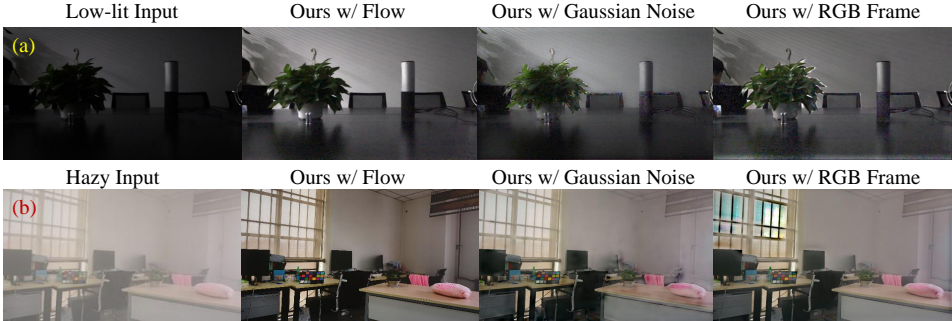 Low-lit Input Ours w/ Flow Ours w/ Gaussian Noise Ours w/ RGB Frame
(a)
Hazy Input Ours w/ Flow Ours w/ Gaussian Noise Ours w/ RGB Frame
(b)